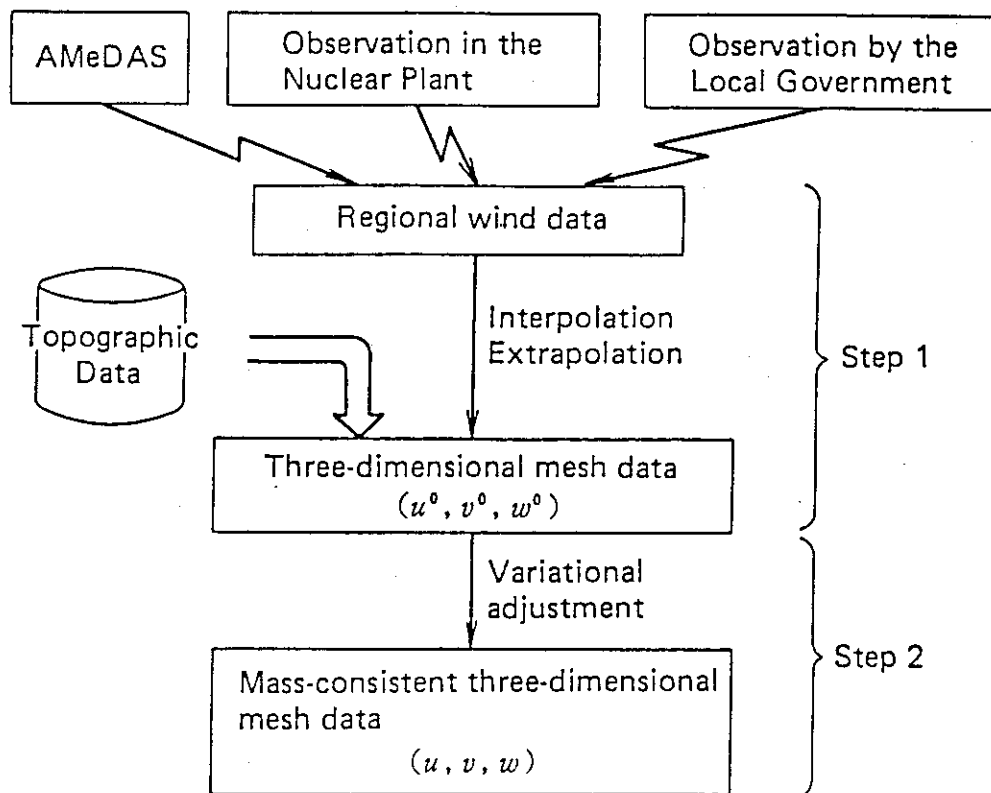 AMeDAS
Observation in the
Nuclear Plant
Observation by the
Local Government
Regional wind data
Topographic
Data
Interpolation
Extrapolation
Step 1
Three-dimensional mesh data
(u⁰, v⁰, w⁰)
Variational
adjustment
Step 2
Mass-consistent three-dimensional
mesh data
(u, v, w)